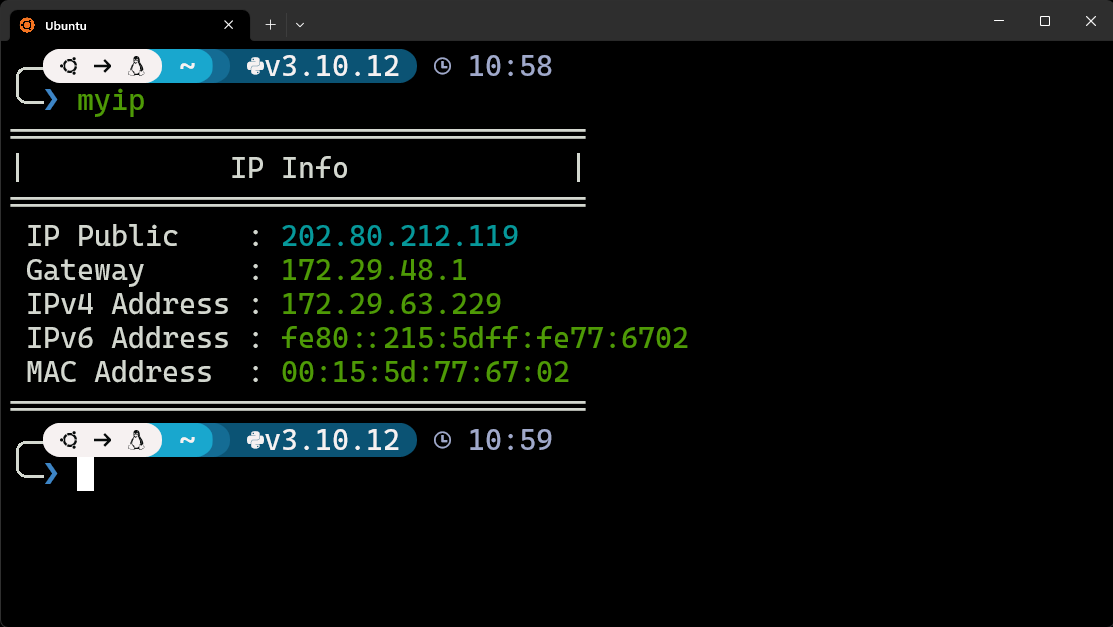 Ubuntu
~ v3.10.12 10:58
❯ myip
| IP Info |
IP Public : 202.80.212.119
Gateway : 172.29.48.1
IPv4 Address : 172.29.63.229
IPv6 Address : fe80::215:5dff:fe77:6702
MAC Address : 00:15:5d:77:67:02
~ v3.10.12 10:59
❯